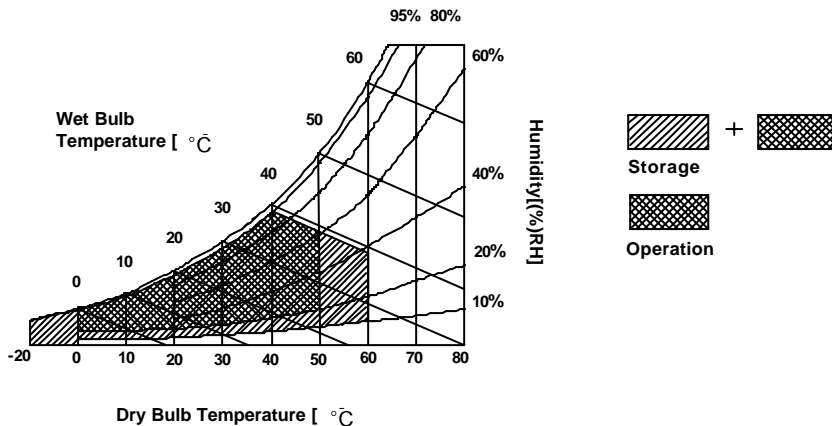 95% 80%
60%
60
Wet Bulb
Temperature [ °C̄
50
Humidity[(%)RH]
40
40%
30
20
20%
10
0
10%
-20 0 10 20 30 40 50 60 70 80
Dry Bulb Temperature [ °C̄
+
Storage
Operation